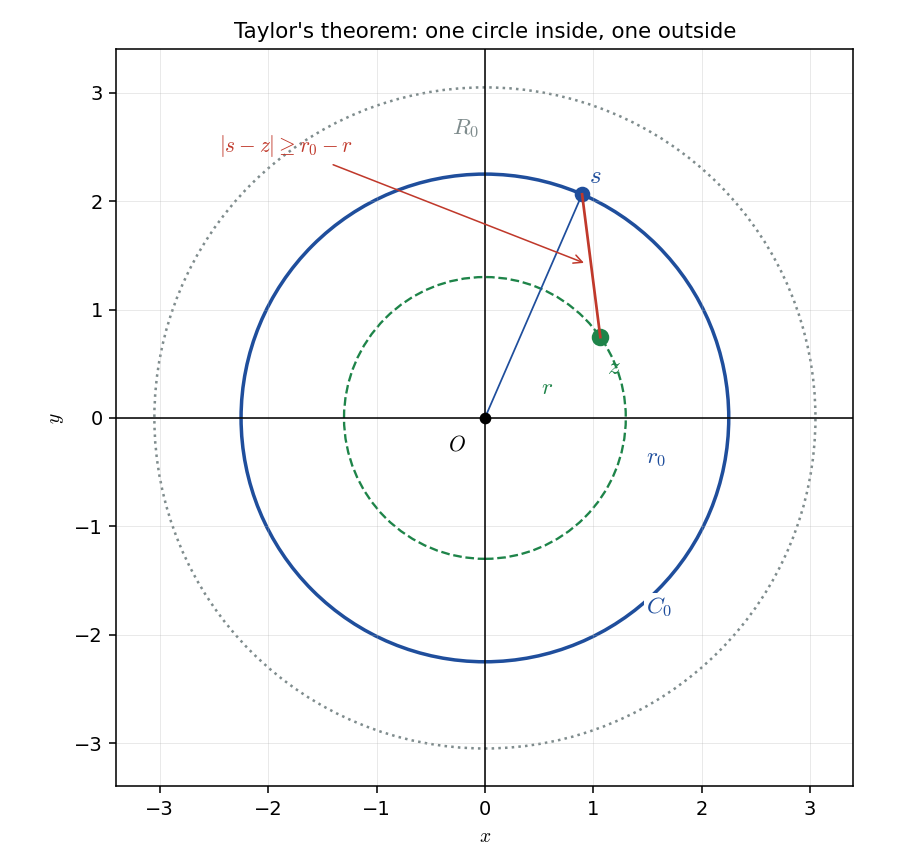 Taylor's theorem: one circle inside, one outside
3
R₀
|s − z| ≥ r₀ − r
s
2
1
z
r
0
y
O
r₀
−1
C₀
−2
−3
−3
−2
−1
0
1
2
3
x